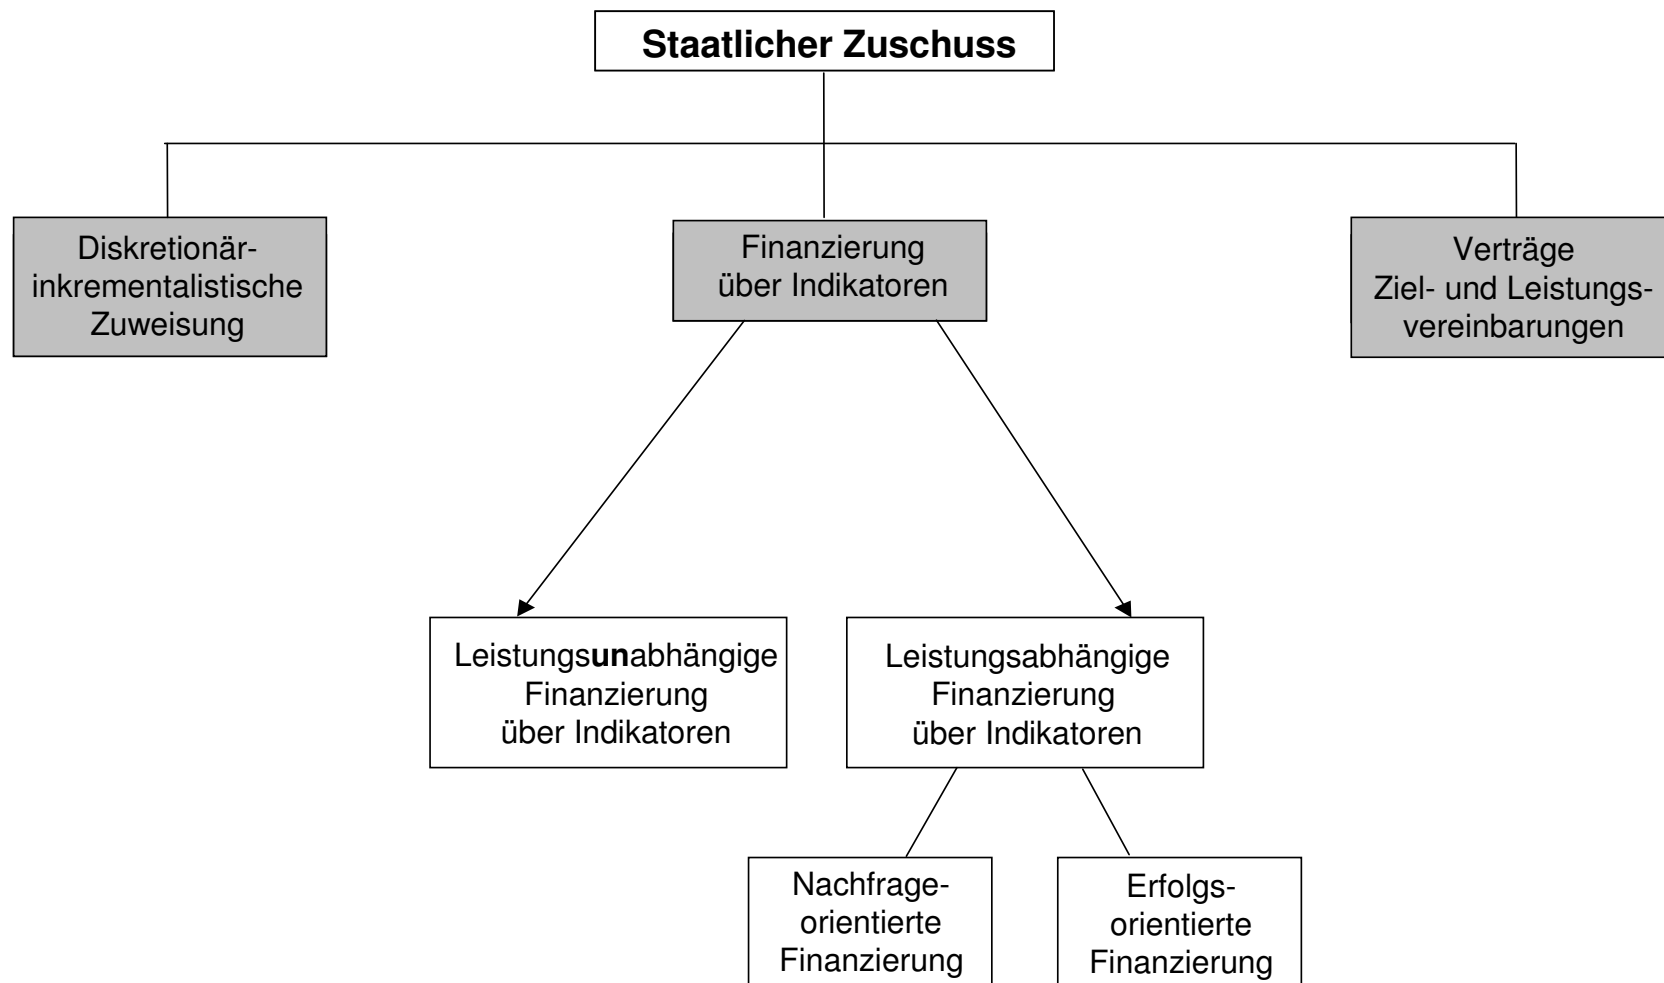 Staatlicher Zuschuss
Diskretionär-
inkrementalistische
Zuweisung
Finanzierung
über Indikatoren
Verträge
Ziel- und Leistungs-
vereinbarungen
Leistungsunabhängige
Finanzierung
über Indikatoren
Leistungsabhängige
Finanzierung
über Indikatoren
Nachfrage-
orientierte
Finanzierung
Erfolgs-
orientierte
Finanzierung